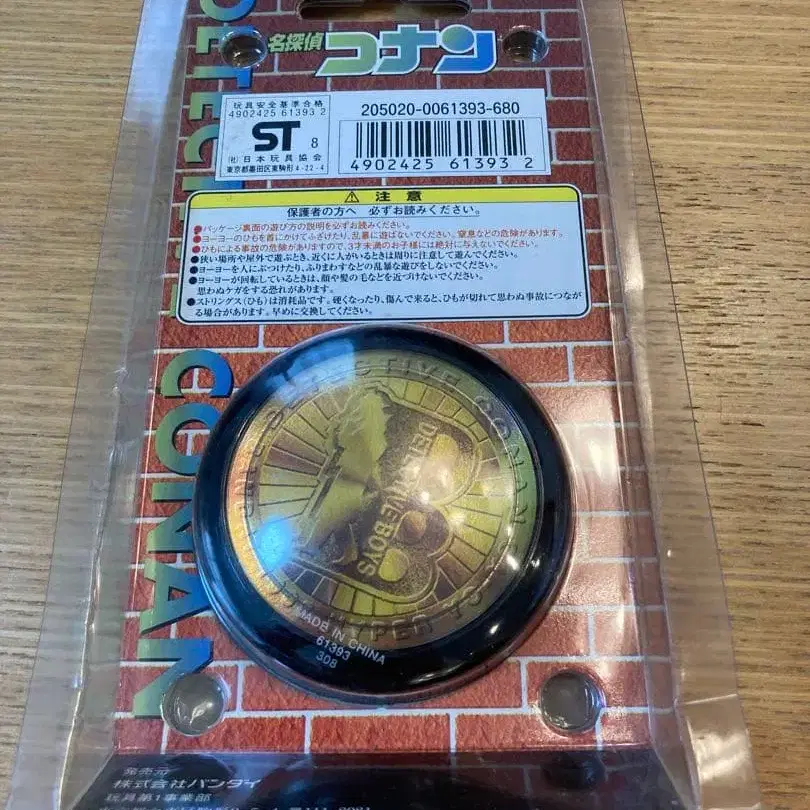 DETECTIVE CONAN
名探偵コナン
玩具安全基準合格
4902425 61393 2
ST 8
(社)日本玩具協会
東京都墨田区東駒形4-22-4
205020-0061393-680
4902425 61393 2
⚠ 注意
保護者の方へ 必ずお読みください。
●パッケージ裏面の遊び方の説明を必ずお読みください。
●ヨーヨーのひもを首にかけてふざけたり、乱暴に遊ばないでください。窒息などの危険があります。
●ひもによる事故の危険がありますので、3才未満のお子様には絶対に与えないでください。
●狭い場所や屋外で遊ぶとき、近くに人がいるときは周りに注意して遊んでください。
●ヨーヨーを人にぶつけたり、ふりまわすなどの乱暴な遊びをしないでください。
●ヨーヨーが回転しているときは、顔や髪の毛などを近づけないでください。
思わぬケガをする恐れがあります。
●ストリングス(ひも)は消耗品です。硬くなったり、傷んで来ると、ひもが切れて思わぬ事故につなが
る場合があります。早めに交換してください。
DETECTIVE CONAN
DETECTIVE BOYS
HYPER YO
MADE IN CHINA
61393
308
発売元
株式会社バンダイ
玩具第1事業部